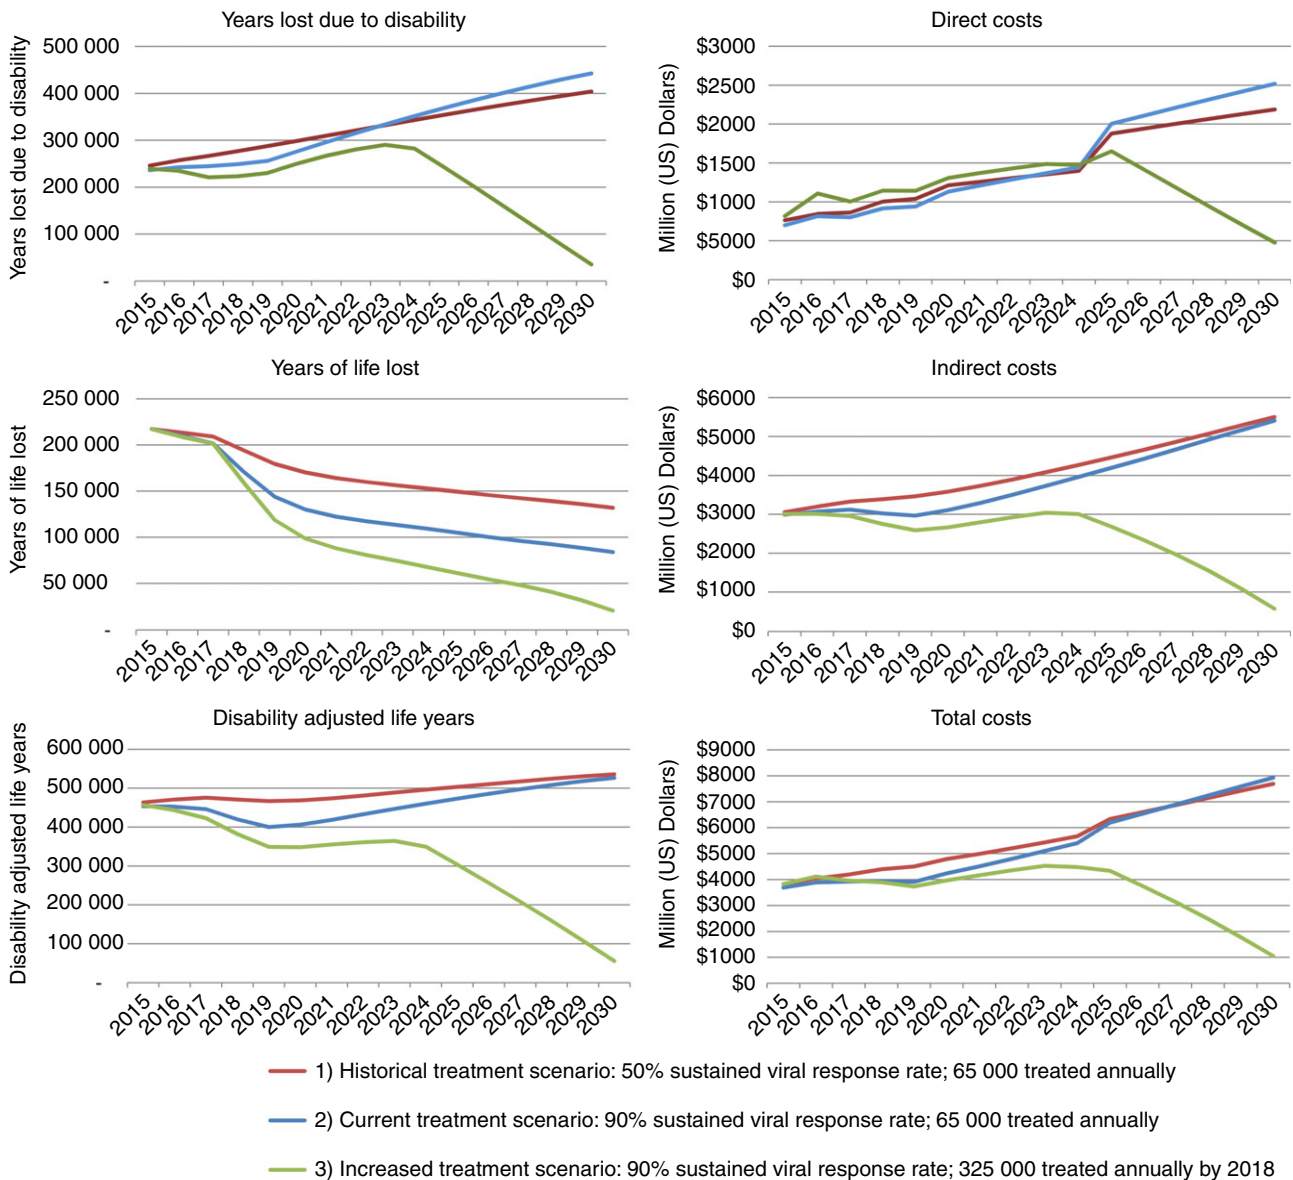 Years lost due to disability
Years lost due to disability
500 000
400 000
300 000
200 000
100 000
-
2015 2016 2017 2018 2019 2020 2021 2022 2023 2024 2025 2026 2027 2028 2029 2030
Direct costs
Million (US) Dollars)
$3000
$2500
$2000
$1500
$1000
$5000
$0
2015 2016 2017 2018 2019 2020 2021 2022 2023 2024 2025 2026 2027 2028 2029 2030
Years of life lost
Years of life lost
250 000
200 000
150 000
100 000
50 000
-
2015 2016 2017 2018 2019 2020 2021 2022 2023 2024 2025 2026 2027 2028 2029 2030
Indirect costs
Million (US) Dollars)
$6000
$5000
$4000
$3000
$2000
$1000
$0
2015 2016 2017 2018 2019 2020 2021 2022 2023 2024 2025 2026 2027 2028 2029 2030
Disability adjusted life years
Disability adjusted life years
600 000
500 000
400 000
300 000
200 000
100 000
-
2015 2016 2017 2018 2019 2020 2021 2022 2023 2024 2025 2026 2027 2028 2029 2030
Total costs
Million (US) Dollars)
$9000
$8000
$7000
$6000
$5000
$4000
$3000
$2000
$1000
$0
2015 2016 2017 2018 2019 2020 2021 2022 2023 2024 2025 2026 2027 2028 2029 2030
1) Historical treatment scenario: 50% sustained viral response rate; 65 000 treated annually
2) Current treatment scenario: 90% sustained viral response rate; 65 000 treated annually
3) Increased treatment scenario: 90% sustained viral response rate; 325 000 treated annually by 2018